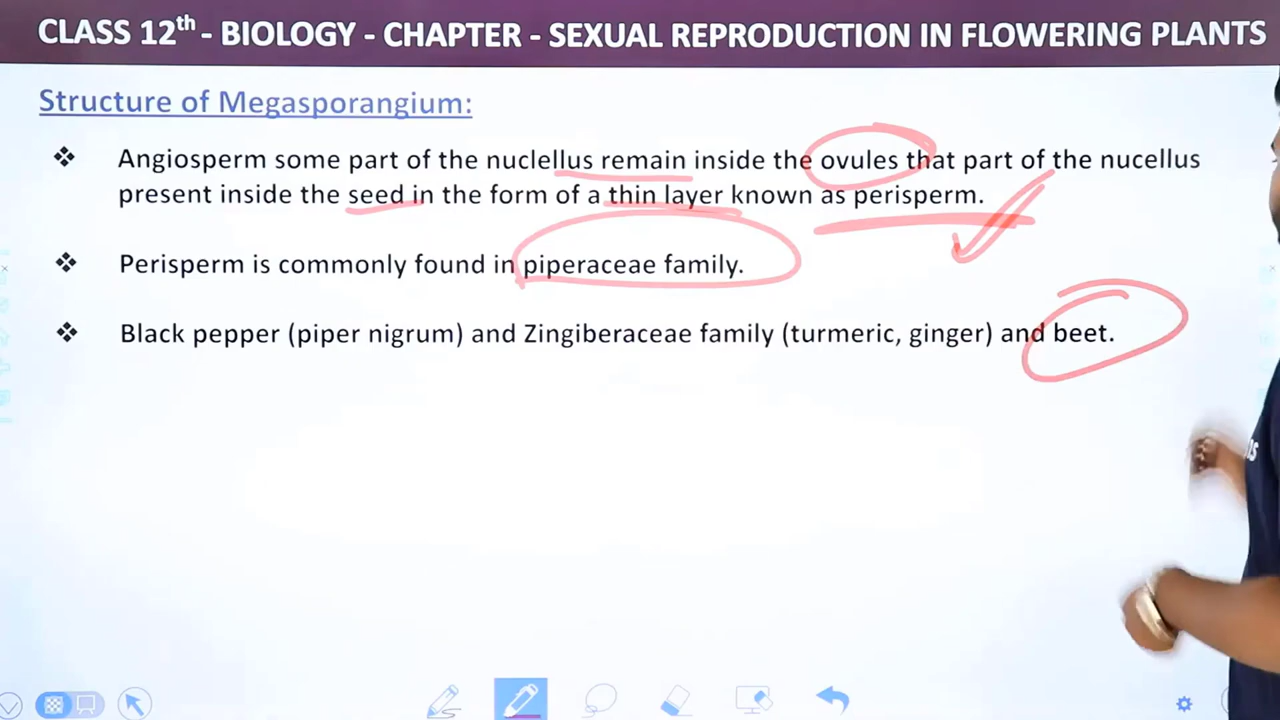 CLASS 12th - BIOLOGY - CHAPTER - SEXUAL REPRODUCTION IN FLOWERING PLANTS
Structure of Megasporangium:
❖ Angiosperm some part of the nuclellus remain inside the ovules that part of the nucellus
present inside the seed in the form of a thin layer known as perisperm.
❖ Perisperm is commonly found in piperaceae family.
❖ Black pepper (piper nigrum) and Zingiberaceae family (turmeric, ginger) and beet.